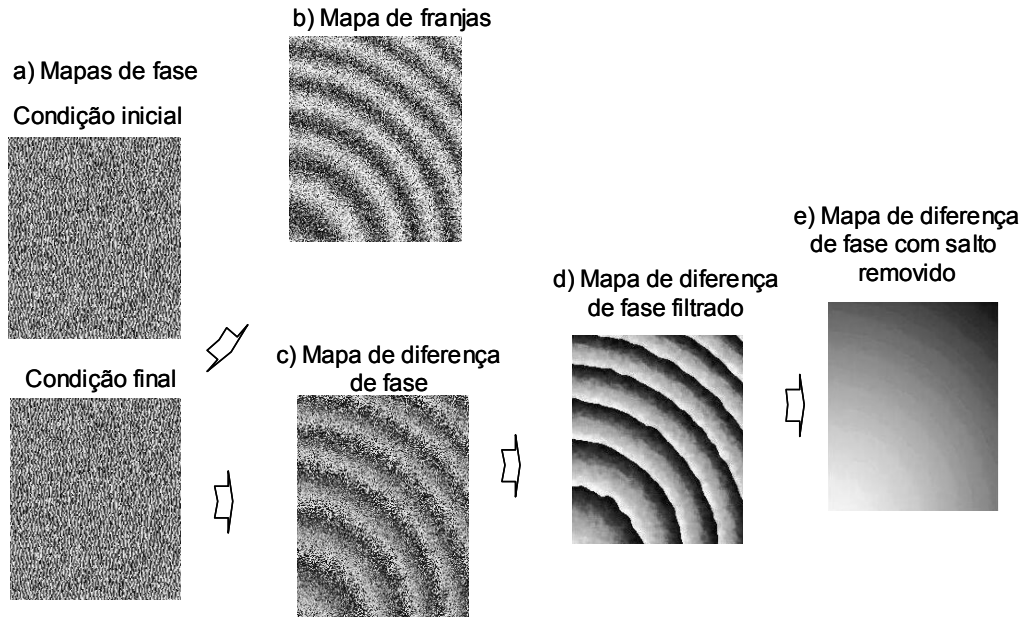 a) Mapas de fase
Condição inicial
Condição final
b) Mapa de franjas
c) Mapa de diferença
de fase
d) Mapa de diferença
de fase filtrado
e) Mapa de diferença
de fase com salto
removido